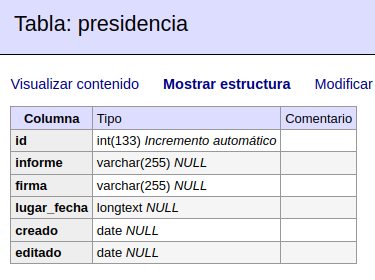 Tabla: presidencia
Visualizar contenido Mostrar estructura Modificar
Columna Tipo Comentario
id int(133) Incremento automático
informe varchar(255) NULL
firma varchar(255) NULL
lugar_fecha longtext NULL
creado date NULL
editado date NULL